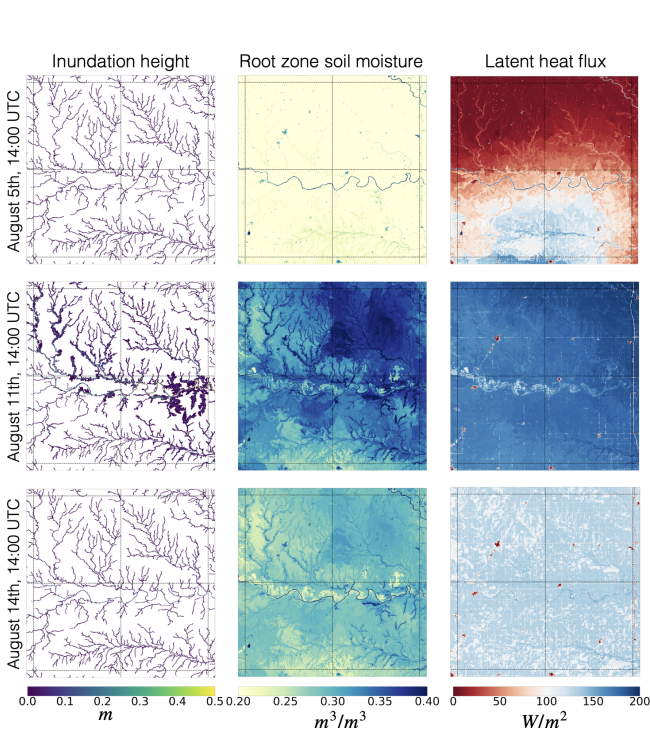 Inundation height Root zone soil moisture Latent heat flux
August 5th, 14:00 UTC
August 11th, 14:00 UTC
August 14th, 14:00 UTC
0.0 0.1 0.2 0.3 0.4 0.5 0.20 0.25 0.30 0.35 0.40 0 50 100 150 200
m m³/m³ W/m²